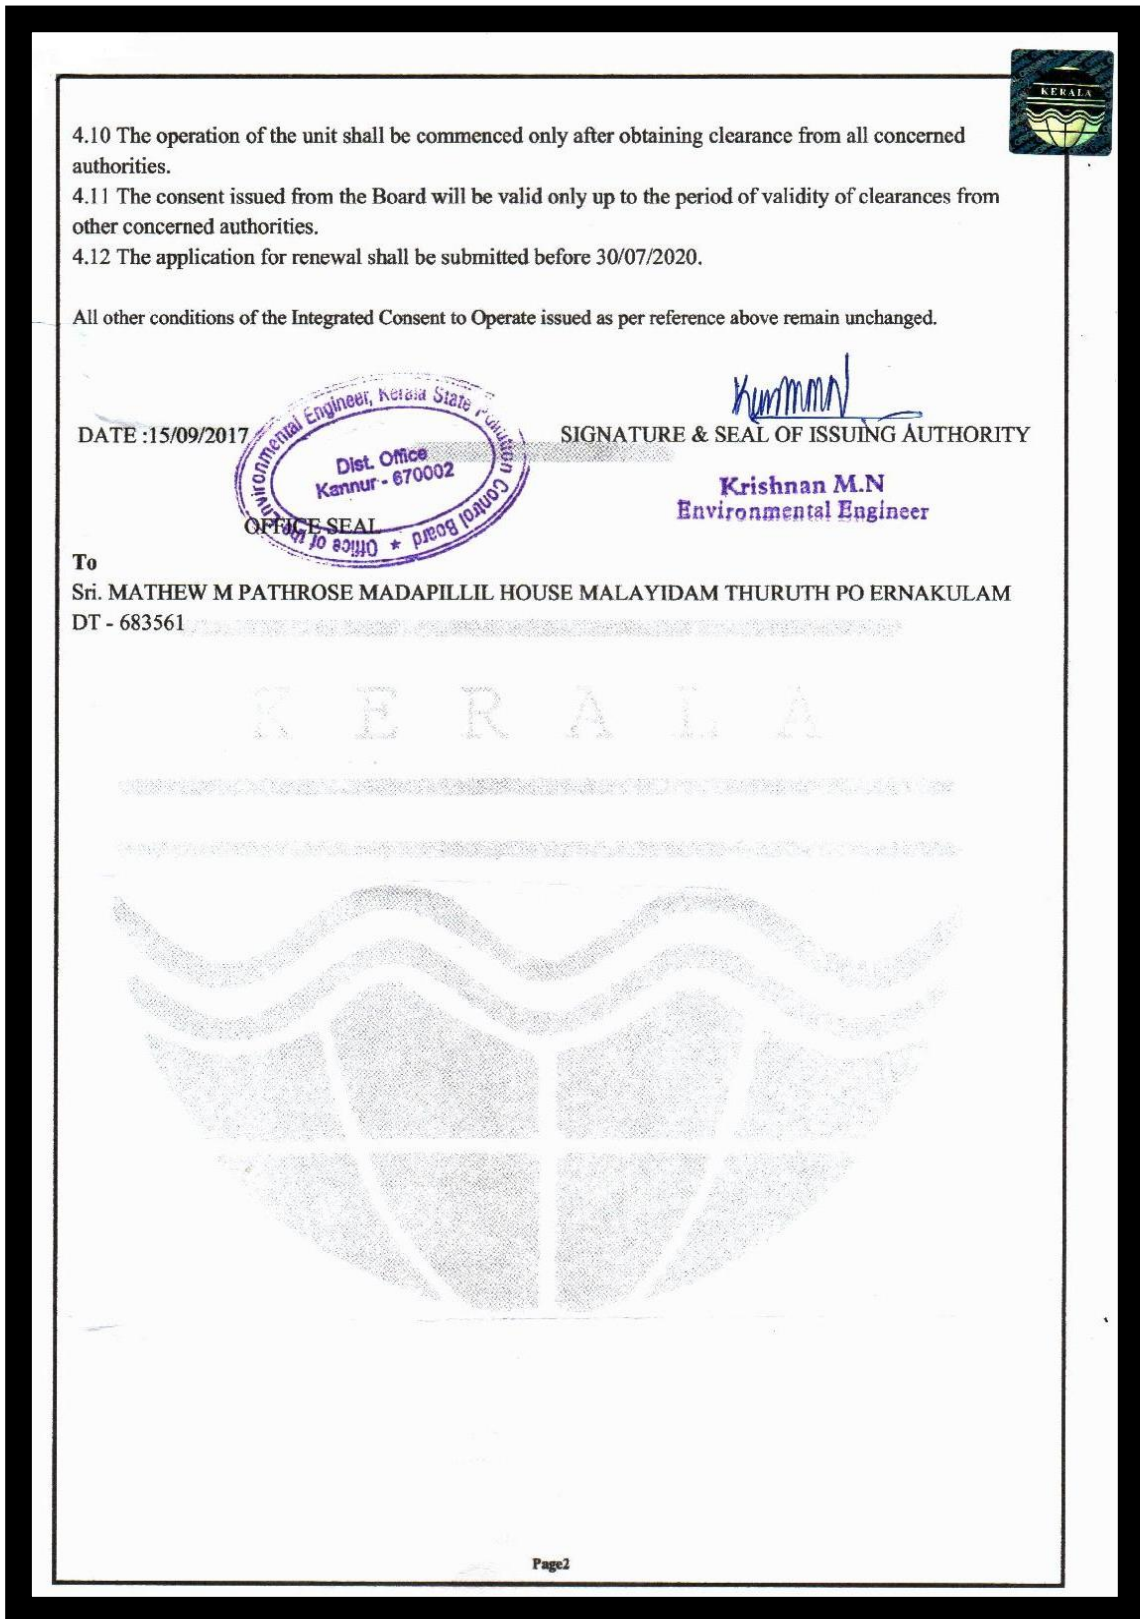 KERALA
4.10 The operation of the unit shall be commenced only after obtaining clearance from all concerned
authorities.
4.11 The consent issued from the Board will be valid only up to the period of validity of clearances from
other concerned authorities.
4.12 The application for renewal shall be submitted before 30/07/2020.
All other conditions of the Integrated Consent to Operate issued as per reference above remain unchanged.
DATE :15/09/2017
Office of the Environmental Engineer, Kerala State Pollution Control Board ★
Dist. Office
Kannur - 670002
OFFICE SEAL
SIGNATURE & SEAL OF ISSUING AUTHORITY
Krishnan M.N
Environmental Engineer
To
Sri. MATHEW M PATHROSE MADAPILLIL HOUSE MALAYIDAM THURUTH PO ERNAKULAM
DT - 683561
KERALA
Page2